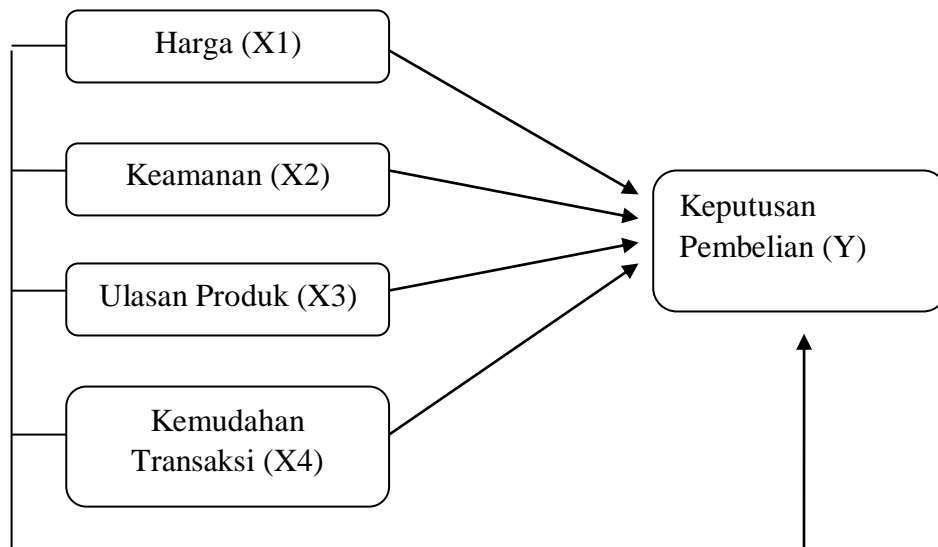 Harga (X1)
Keamanan (X2)
Keputusan
Pembelian (Y)
Ulasan Produk (X3)
Kemudahan
Transaksi (X4)